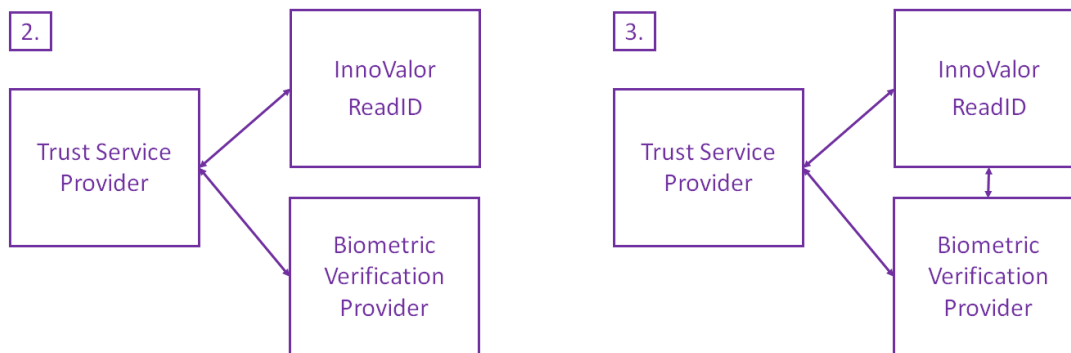 2.
InnoValor
ReadID
Trust Service
Provider
Biometric
Verification
Provider
3.
InnoValor
ReadID
Trust Service
Provider
Biometric
Verification
Provider